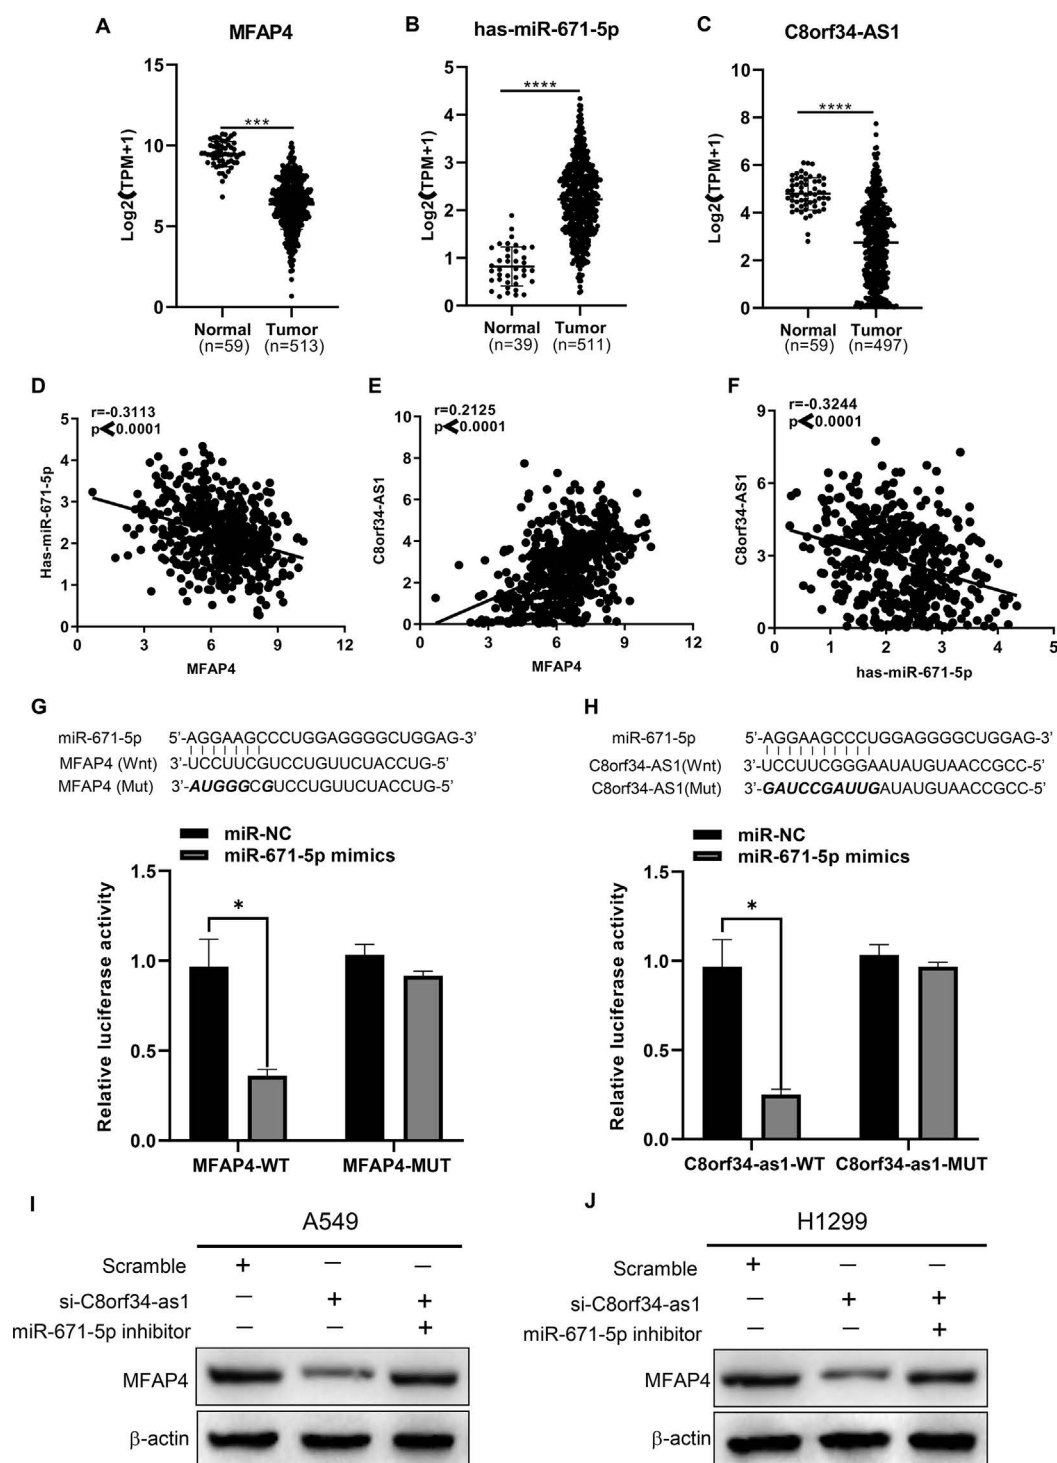 A
MFAP4
B
has-miR-671-5p
C
C8orf34-AS1
Log2(TPM+1)
15
10
5
0
***
Normal
(n=59)
Tumor
(n=513)
Log2(TPM+1)
5
4
3
2
1
0
****
Normal
(n=39)
Tumor
(n=511)
Log2(TPM+1)
10
8
6
4
2
0
****
Normal
(n=59)
Tumor
(n=497)
D
r=-0.3113
p<0.0001
Has-miR-671-5p
5
4
3
2
1
0
0 3 6 9 12
MFAP4
E
r=0.2125
p<0.0001
C8orf34-AS1
10
8
6
4
2
0
0 3 6 9 12
MFAP4
F
r=-0.3244
p<0.0001
C8orf34-AS1
9
6
3
0
0 1 2 3 4 5
has-miR-671-5p
G
miR-671-5p 5'-AGGAAGCCCUGGAGGGGCUGGAG-3'
MFAP4 (Wnt) 3'-UCCUUCGUCCUGUUCUACCUG-5'
MFAP4 (Mut) 3'-AUGGGCGUCCUGUUCUACCUG-5'
miR-NC
miR-671-5p mimics
Relative luciferase activity
1.5
1.0
0.5
0.0
*
MFAP4-WT MFAP4-MUT
H
miR-671-5p 5'-AGGAAGCCCUGGAGGGGCUGGAG-3'
C8orf34-AS1(Wnt) 3'-UCCUUCGGGAAUAUGUAACCGCC-5'
C8orf34-AS1(Mut) 3'-GAUCCGAUUGAUAUGUAACCGCC-5'
miR-NC
miR-671-5p mimics
Relative luciferase activity
1.5
1.0
0.5
0.0
*
C8orf34-as1-WT C8orf34-as1-MUT
I
A549
Scramble + — —
si-C8orf34-as1 — + +
miR-671-5p inhibitor — — +
MFAP4
β-actin
J
H1299
Scramble + — —
si-C8orf34-as1 — + +
miR-671-5p inhibitor — — +
MFAP4
β-actin